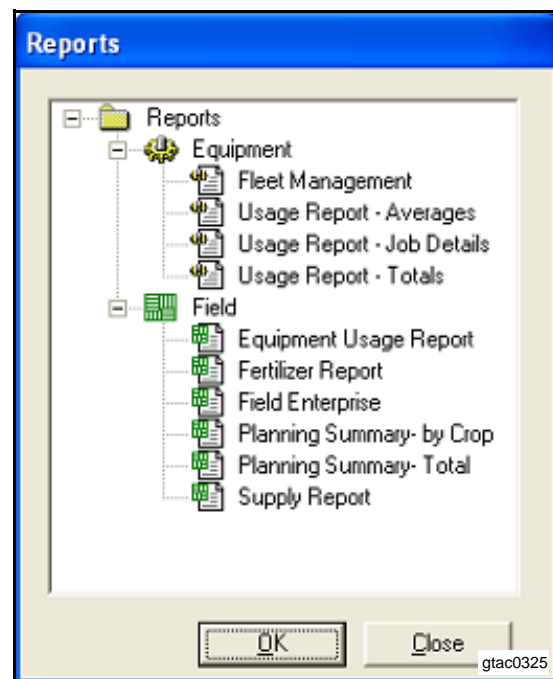 Reports
Reports
Equipment
Fleet Management
Usage Report - Averages
Usage Report - Job Details
Usage Report - Totals
Field
Equipment Usage Report
Fertilizer Report
Field Enterprise
Planning Summary- by Crop
Planning Summary- Total
Supply Report
OK Close
gtac0325